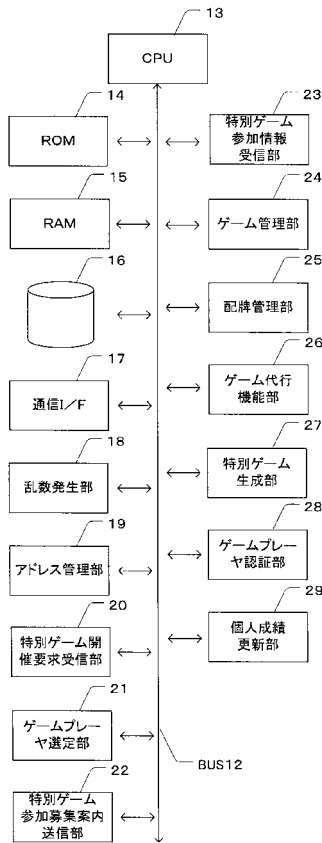 13
CPU
14
ROM
15
RAM
16
17
通信I/F
18
乱数発生部
19
アドレス管理部
20
特別ゲーム開
催要求受信部
21
ゲームプレー
ヤ選定部
22
特別ゲーム
参加募集案内
送信部
23
特別ゲーム
参加情報
受信部
24
ゲーム管理部
25
配牌管理部
26
ゲーム代行
機能部
27
特別ゲーム
生成部
28
ゲームプレー
ヤ認証部
29
個人成績
更新部
BUS12